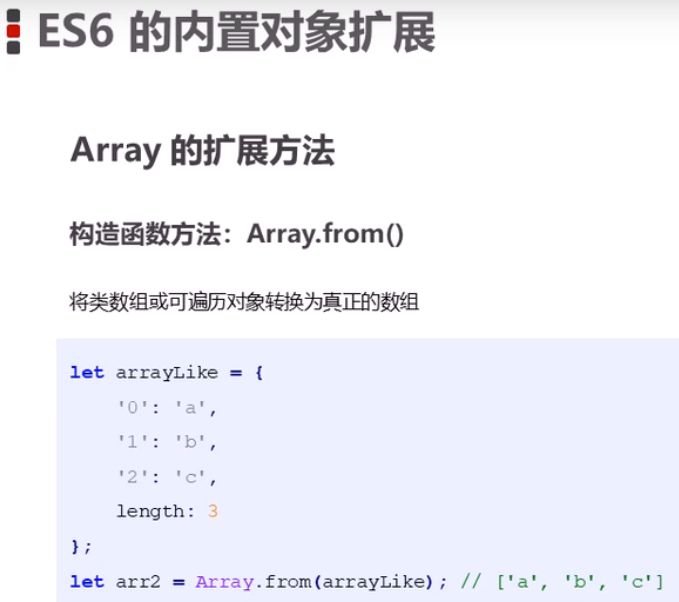 ES6 的内置对象扩展
Array 的扩展方法
构造函数方法：Array.from()
将类数组或可遍历对象转换为真正的数组
let arrayLike = {
    '0': 'a',
    '1': 'b',
    '2': 'c',
    length: 3
};
let arr2 = Array.from(arrayLike); // ['a', 'b', 'c']